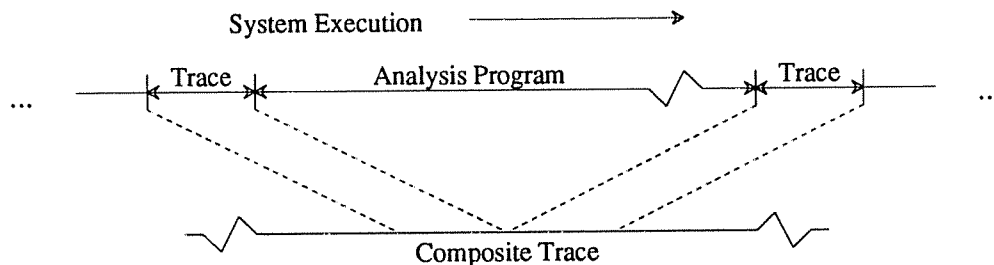 System Execution
Trace Analysis Program Trace
... ..
Composite Trace